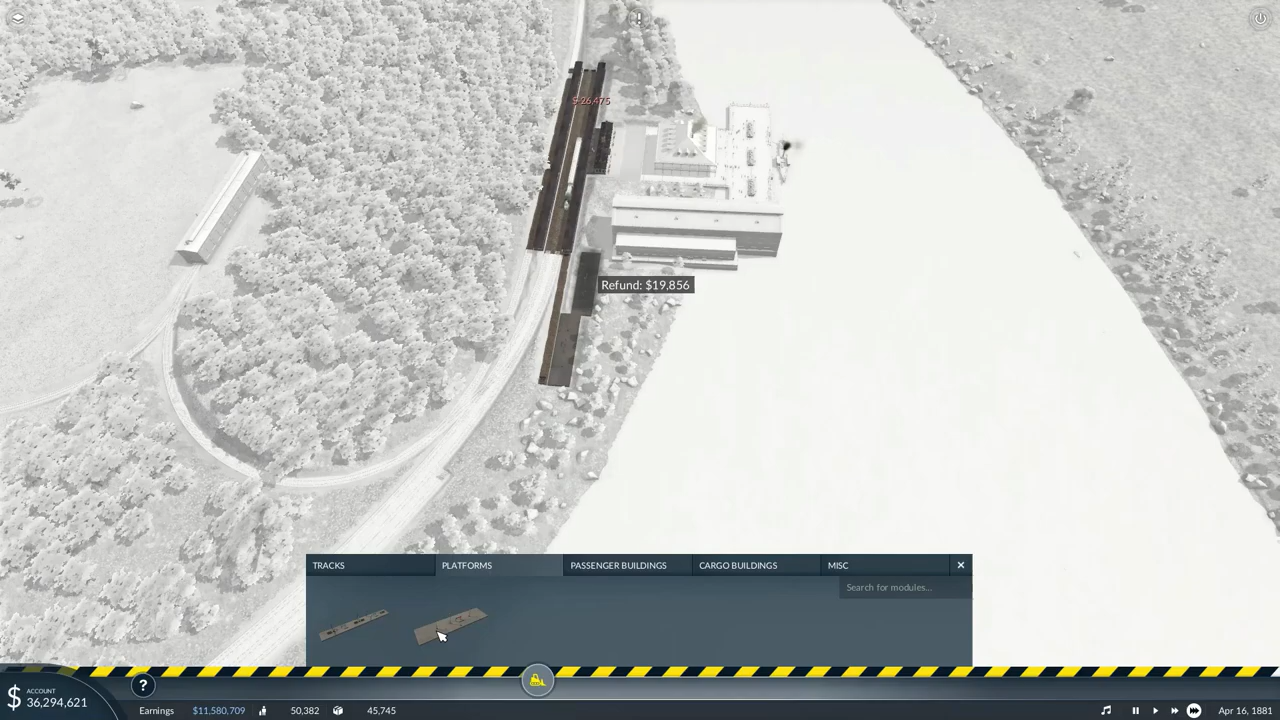 $-26,475
Refund: $19,856
TRACKS
PLATFORMS
PASSENGER BUILDINGS
CARGO BUILDINGS
MISC
Search for modules...
?
$ ACCOUNT
36,294,621
Earnings $11,580,709 50,382 45,745
Apr 16, 1881